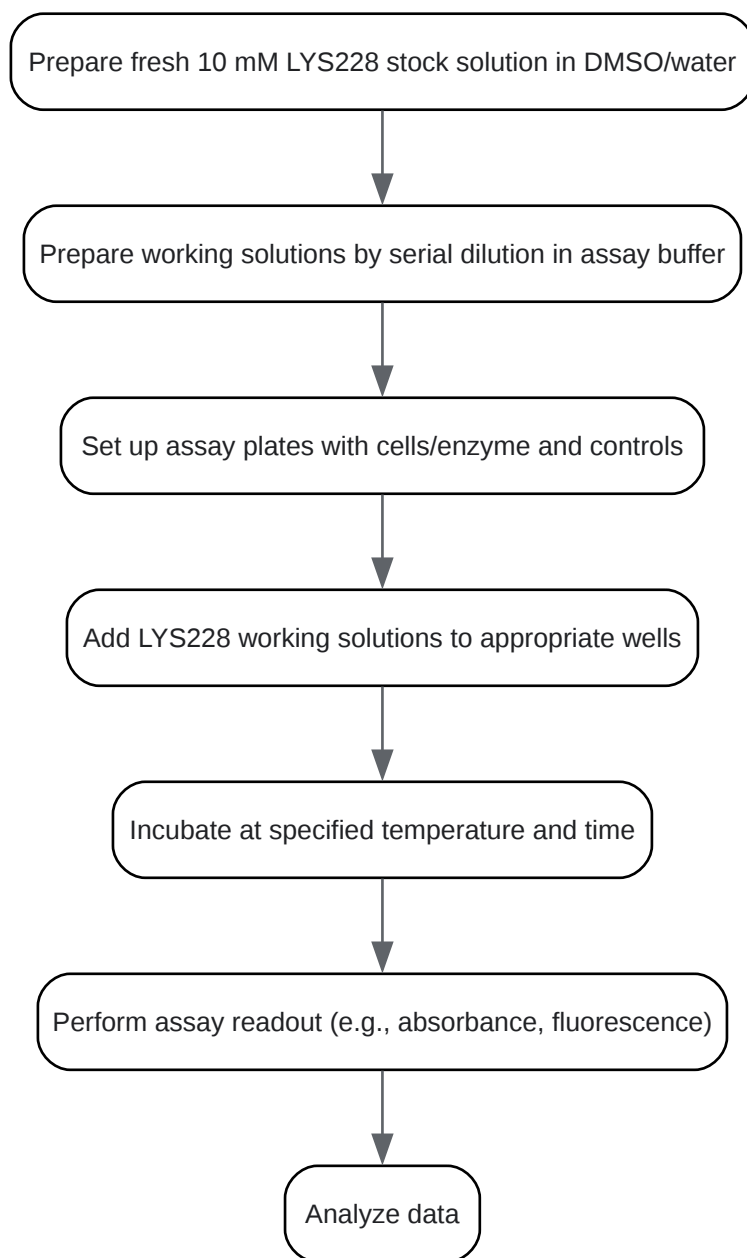 Prepare fresh 10 mM LYS228 stock solution in DMSO/water
Prepare working solutions by serial dilution in assay buffer
Set up assay plates with cells/enzyme and controls
Add LYS228 working solutions to appropriate wells
Incubate at specified temperature and time
Perform assay readout (e.g., absorbance, fluorescence)
Analyze data